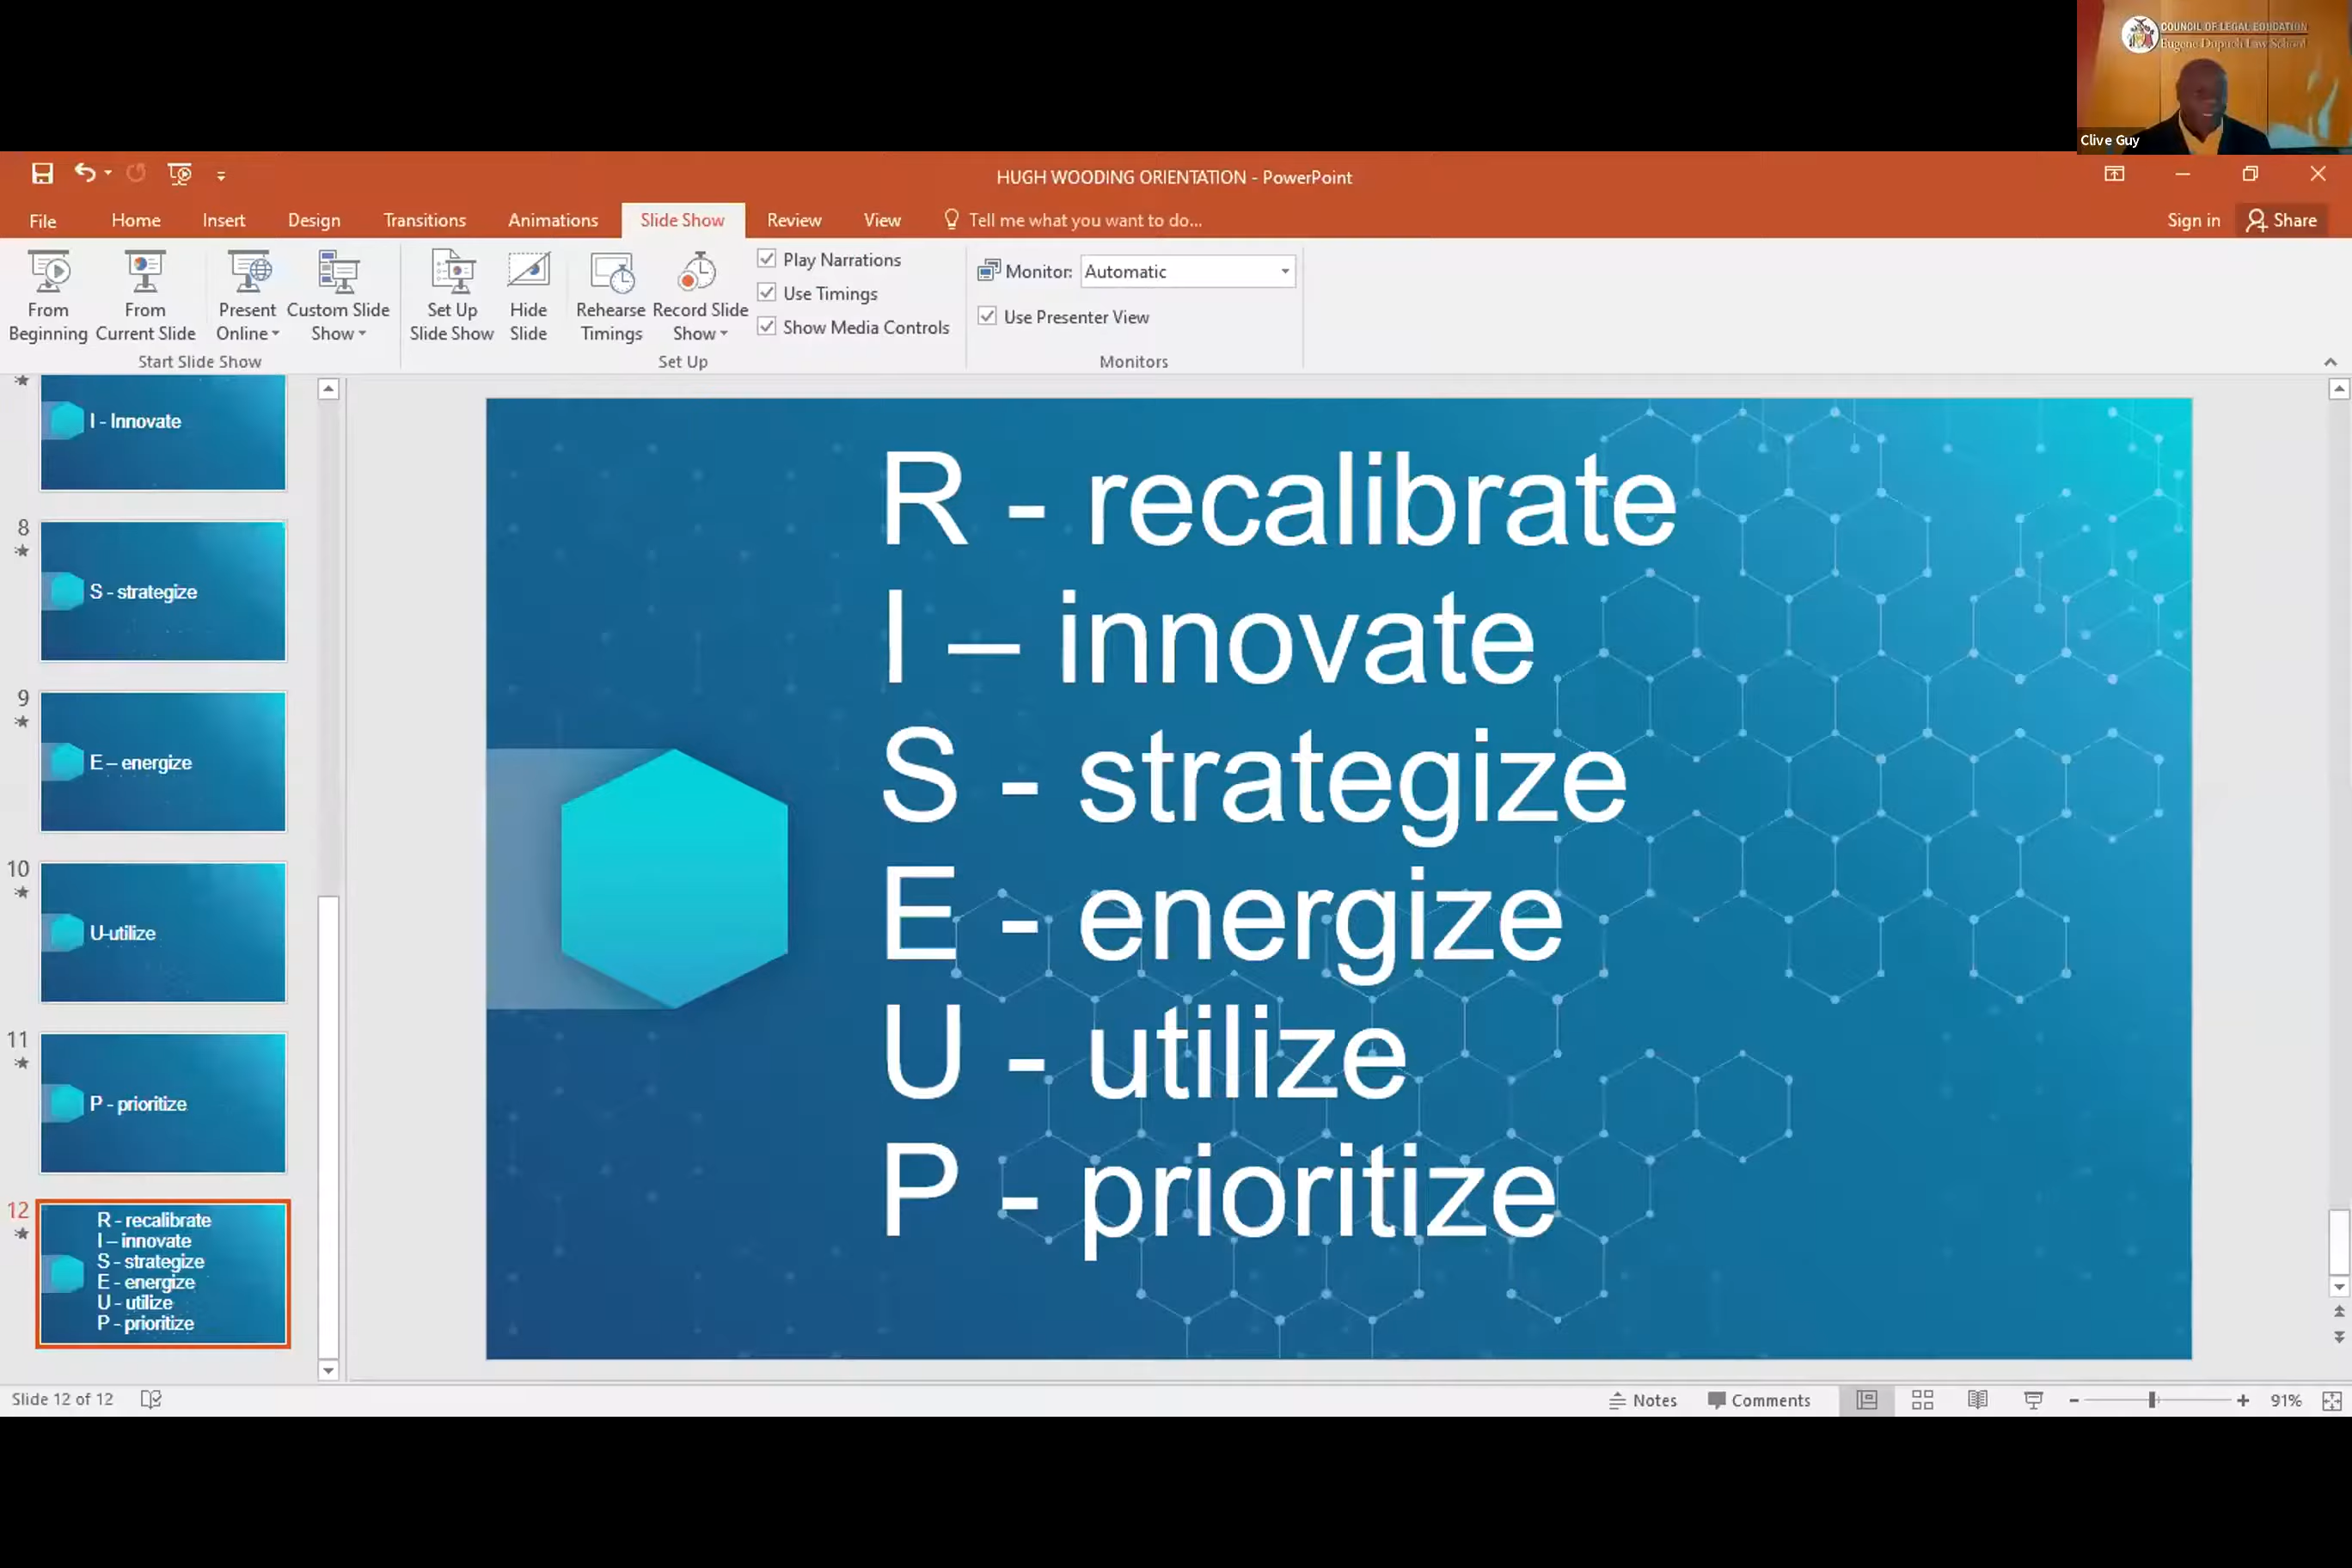 COUNCIL OF LEGAL EDUCATION
Eugene Dupuch Law School
Clive Guy
HUGH WOODING ORIENTATION - PowerPoint
File
Home
Insert
Design
Transitions
Animations
Slide Show
Review
View
Tell me what you want to do...
Sign in
Share
From Beginning
From Current Slide
Present Online
Custom Slide Show
Start Slide Show
Set Up Slide Show
Hide Slide
Rehearse Timings
Record Slide Show
Play Narrations
Use Timings
Show Media Controls
Set Up
Monitor:
Automatic
Use Presenter View
Monitors
I - Innovate
8
S - strategize
9
E – energize
10
U-utilize
11
P - prioritize
12
R - recalibrate
I – innovate
S - strategize
E - energize
U - utilize
P - prioritize
R - recalibrate
I – innovate
S - strategize
E - energize
U - utilize
P - prioritize
Slide 12 of 12
Notes
Comments
91%